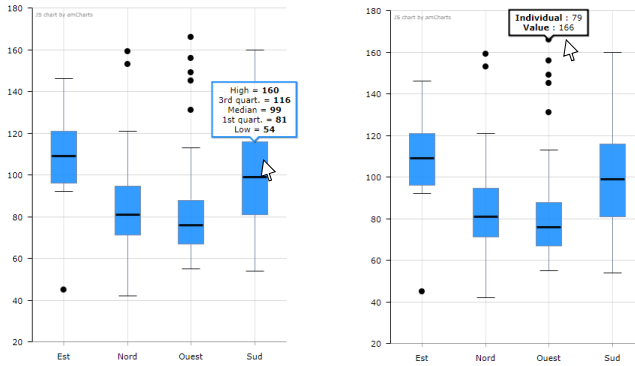 180
JS chart by amCharts
160
140
120
100
80
60
40
20
High = 160
3rd quart. = 116
Median = 99
1st quart. = 81
Low = 54
Est
Nord
Ouest
Sud
180
JS chart by amCharts
160
140
120
100
80
60
40
20
Individual : 79
Value : 166
Est
Nord
Ouest
Sud